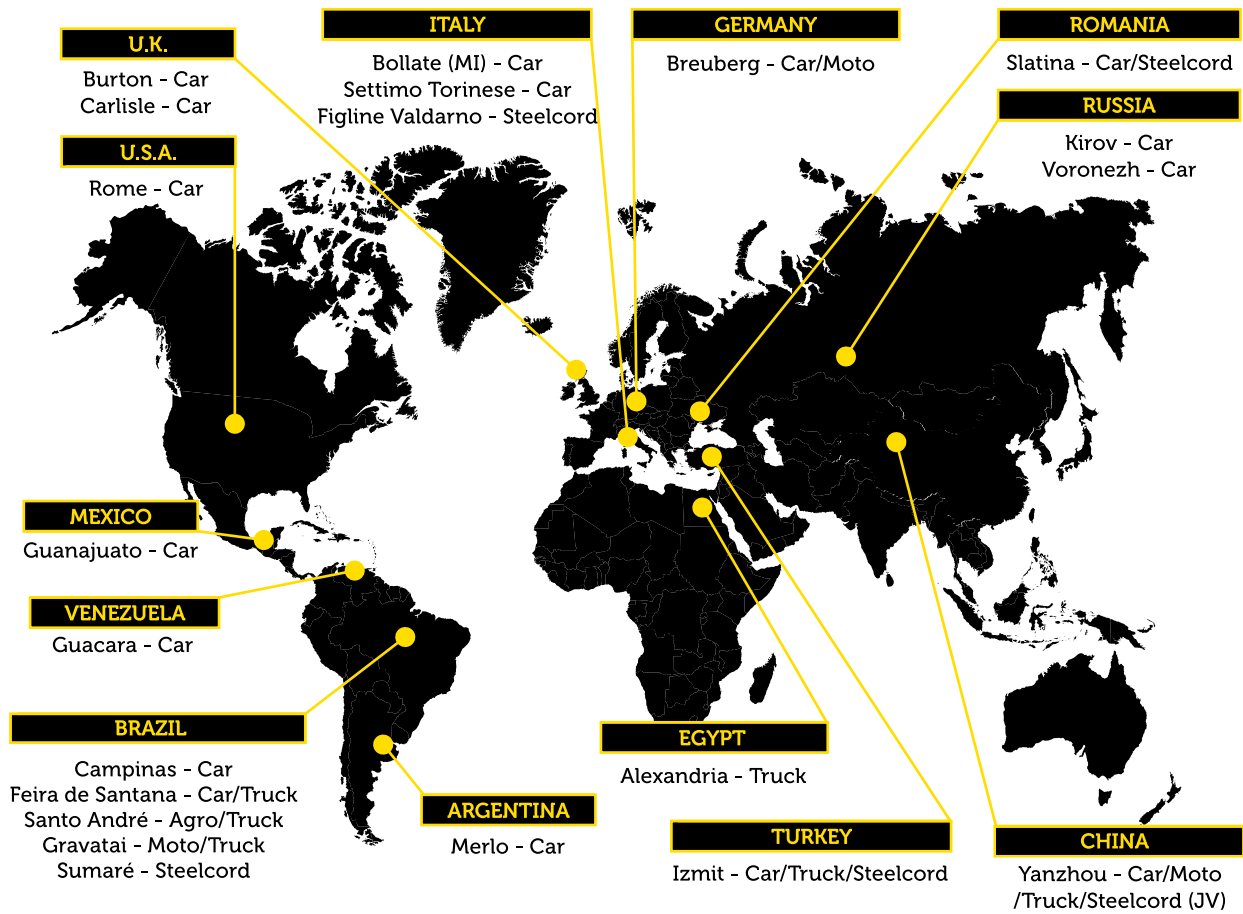 U.K.
Burton - Car
Carlisle - Car
ITALY
Bollate (MI) - Car
Settimo Torinese - Car
Figline Valdarno - Steelcord
GERMANY
Breuberg - Car/Moto
ROMANIA
Slatina - Car/Steelcord
RUSSIA
Kirov - Car
Voronezh - Car
U.S.A.
Rome - Car
MEXICO
Guanajuato - Car
VENEZUELA
Guacara - Car
BRAZIL
Campinas - Car
Feira de Santana - Car/Truck
Santo André - Agro/Truck
Gravatai - Moto/Truck
Sumaré - Steelcord
ARGENTINA
Merlo - Car
EGYPT
Alexandria - Truck
TURKEY
Izmit - Car/Truck/Steelcord
CHINA
Yanzhou - Car/Moto
/Truck/Steelcord (JV)